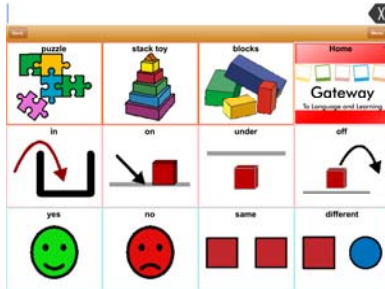 puzzle
stack toy
blocks
Home
Gateway
To Language and Learning
in
on
under
off
yes
no
same
different